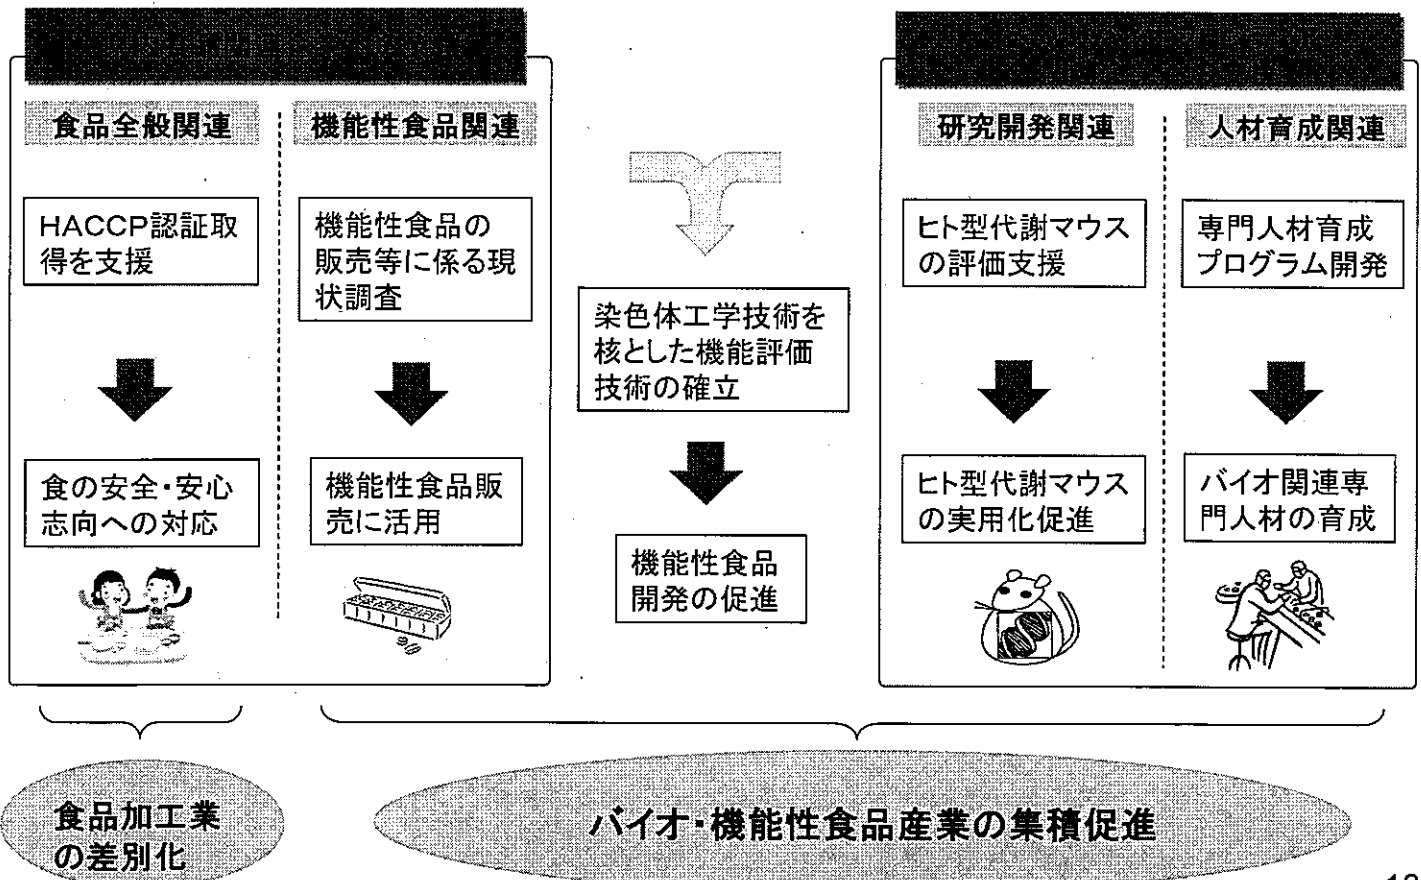 食品全般関連
HACCP認証取
得を支援
食の安全・安心
志向への対応
機能性食品関連
機能性食品の
販売等に係る現
状調査
機能性食品販
売に活用
染色体工学技術を
核とした機能評価
技術の確立
機能性食品
開発の促進
研究開発関連
ヒト型代謝マウス
の評価支援
ヒト型代謝マウス
の実用化促進
人材育成関連
専門人材育成
プログラム開発
バイオ関連専
門人材の育成
食品加工業
の差別化
バイオ・機能性食品産業の集積促進